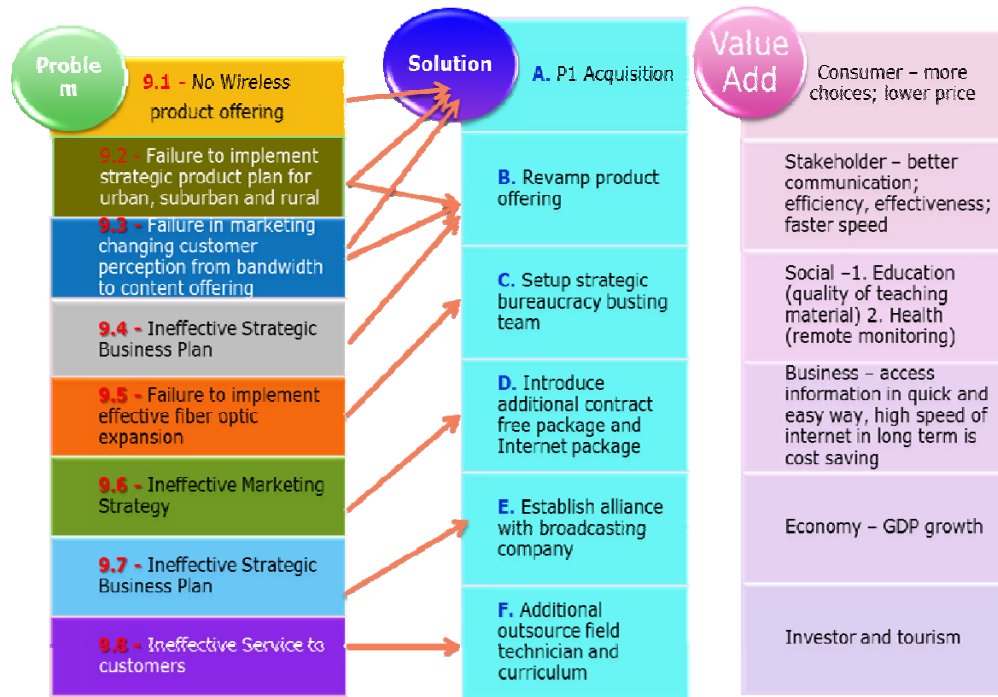 Proble
m
9.1 - No Wireless
product offering
9.2 - Failure to implement
strategic product plan for
urban, suburban and rural
9.3 - Failure in marketing
changing customer
perception from bandwidth
to content offering
9.4 - Ineffective Strategic
Business Plan
9.5 - Failure to implement
effective fiber optic
expansion
9.6 - Ineffective Marketing
Strategy
9.7 - Ineffective Strategic
Business Plan
9.8 - Ineffective Service to
customers
Solution
A. P1 Acquisition
B. Revamp product
offering
C. Setup strategic
bureaucracy busting
team
D. Introduce
additional contract
free package and
Internet package
E. Establish alliance
with broadcasting
company
F. Additional
outsource field
technician and
curriculum
Value
Add
Consumer – more
choices; lower price
Stakeholder – better
communication;
efficiency, effectiveness;
faster speed
Social –1. Education
(quality of teaching
material) 2. Health
(remote monitoring)
Business – access
information in quick and
easy way, high speed of
internet in long term is
cost saving
Economy – GDP growth
Investor and tourism